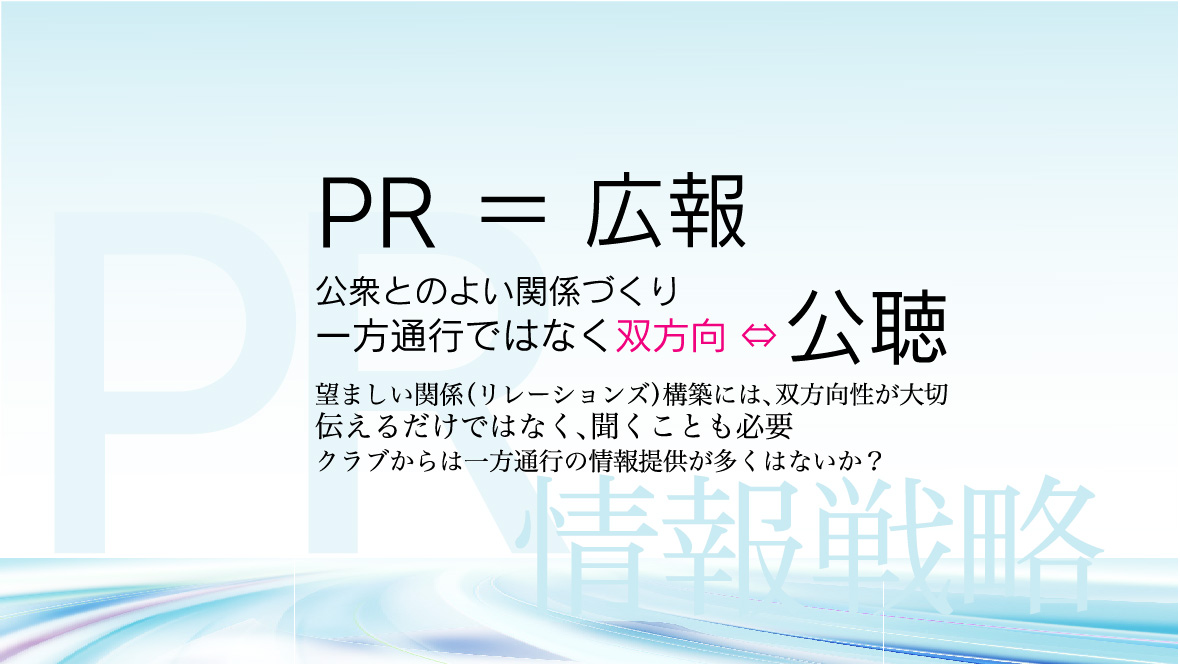 PR = 広報
公衆とのよい関係づくり
一方通行ではなく双方向 ⇔ 公聴
望ましい関係(リレーションズ)構築には、双方向性が大切
伝えるだけではなく、聞くことも必要
クラブからは一方通行の情報提供が多くはないか？
PR
情報戦略